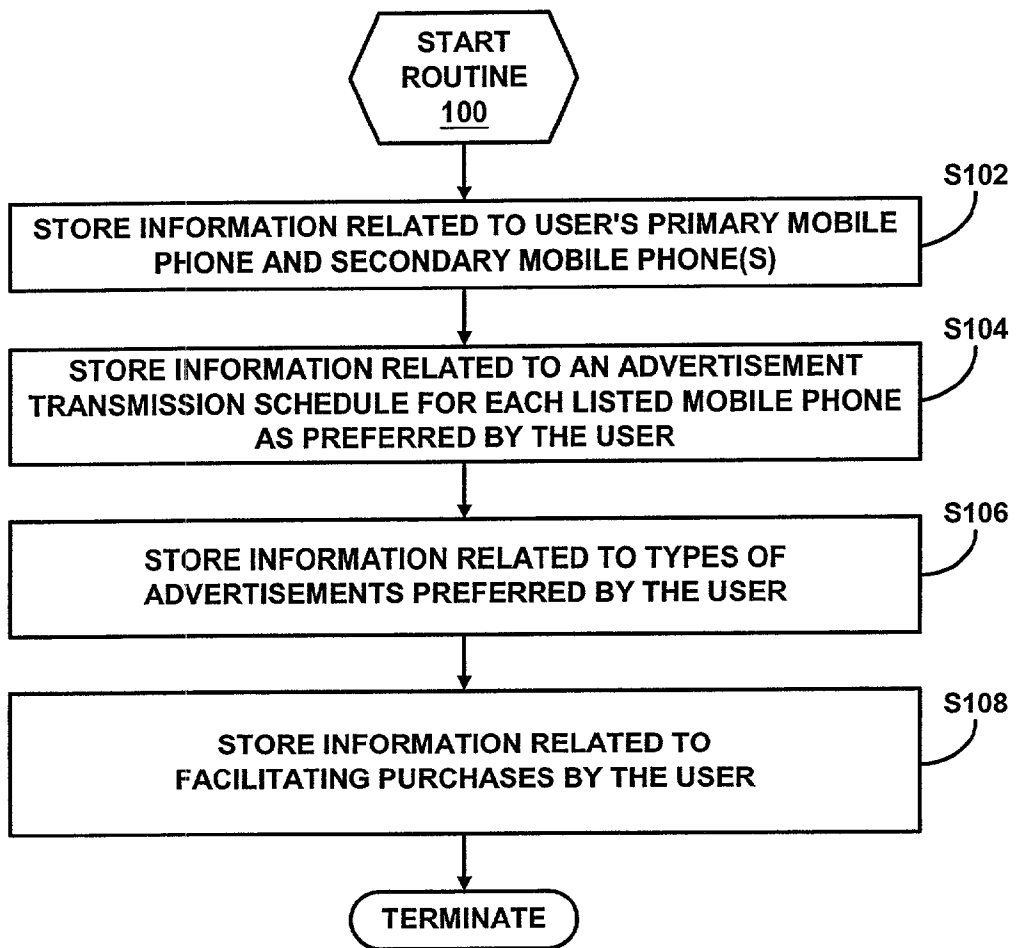 START
ROUTINE
100
S102
STORE INFORMATION RELATED TO USER'S PRIMARY MOBILE
PHONE AND SECONDARY MOBILE PHONE(S)
S104
STORE INFORMATION RELATED TO AN ADVERTISEMENT
TRANSMISSION SCHEDULE FOR EACH LISTED MOBILE PHONE
AS PREFERRED BY THE USER
S106
STORE INFORMATION RELATED TO TYPES OF
ADVERTISEMENTS PREFERRED BY THE USER
S108
STORE INFORMATION RELATED TO
FACILITATING PURCHASES BY THE USER
TERMINATE